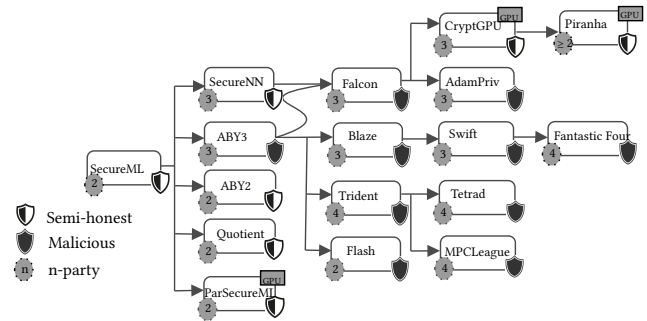 CryptGPU
GPU
3
Piranha
GPU
≥ 2
SecureNN
3
Falcon
3
AdamPriv
3
ABY3
3
Blaze
3
Swift
3
Fantastic Four
4
SecureML
2
ABY2
2
Trident
4
Tetrad
4
Quotient
2
Flash
2
MPCLeague
4
ParSecureML
GPU
2
Semi-honest
Malicious
n n-party